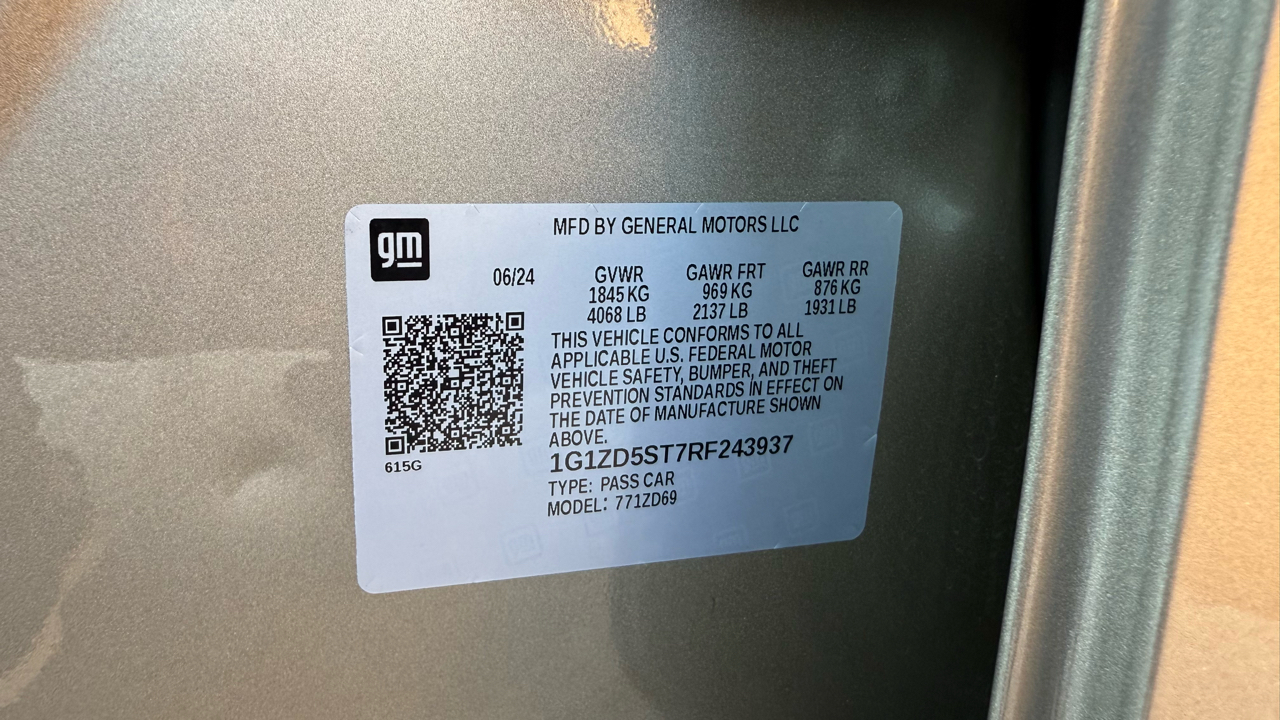 gm
MFD BY GENERAL MOTORS LLC
06/24 GVWR GAWR FRT GAWR RR
1845 KG 969 KG 876 KG
4068 LB 2137 LB 1931 LB
THIS VEHICLE CONFORMS TO ALL
APPLICABLE U.S. FEDERAL MOTOR
VEHICLE SAFETY, BUMPER, AND THEFT
PREVENTION STANDARDS IN EFFECT ON
THE DATE OF MANUFACTURE SHOWN
ABOVE.
615G
1G1ZD5ST7RF243937
TYPE: PASS CAR
MODEL: 771ZD69